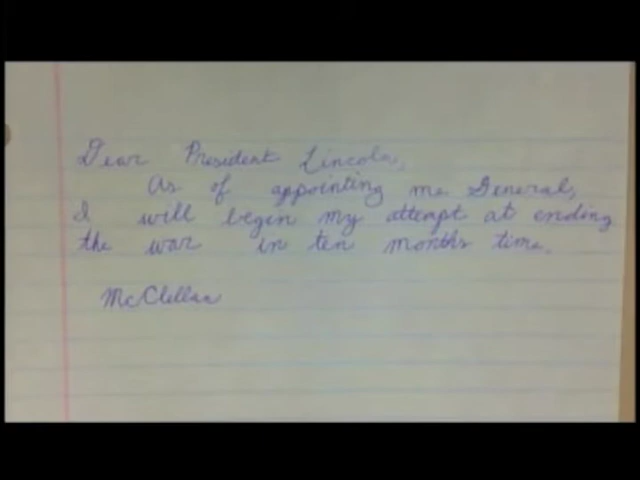 Dear President Lincoln,
As of appointing me General,
I will begin my attempt at ending
the war in ten months time.
McClellan